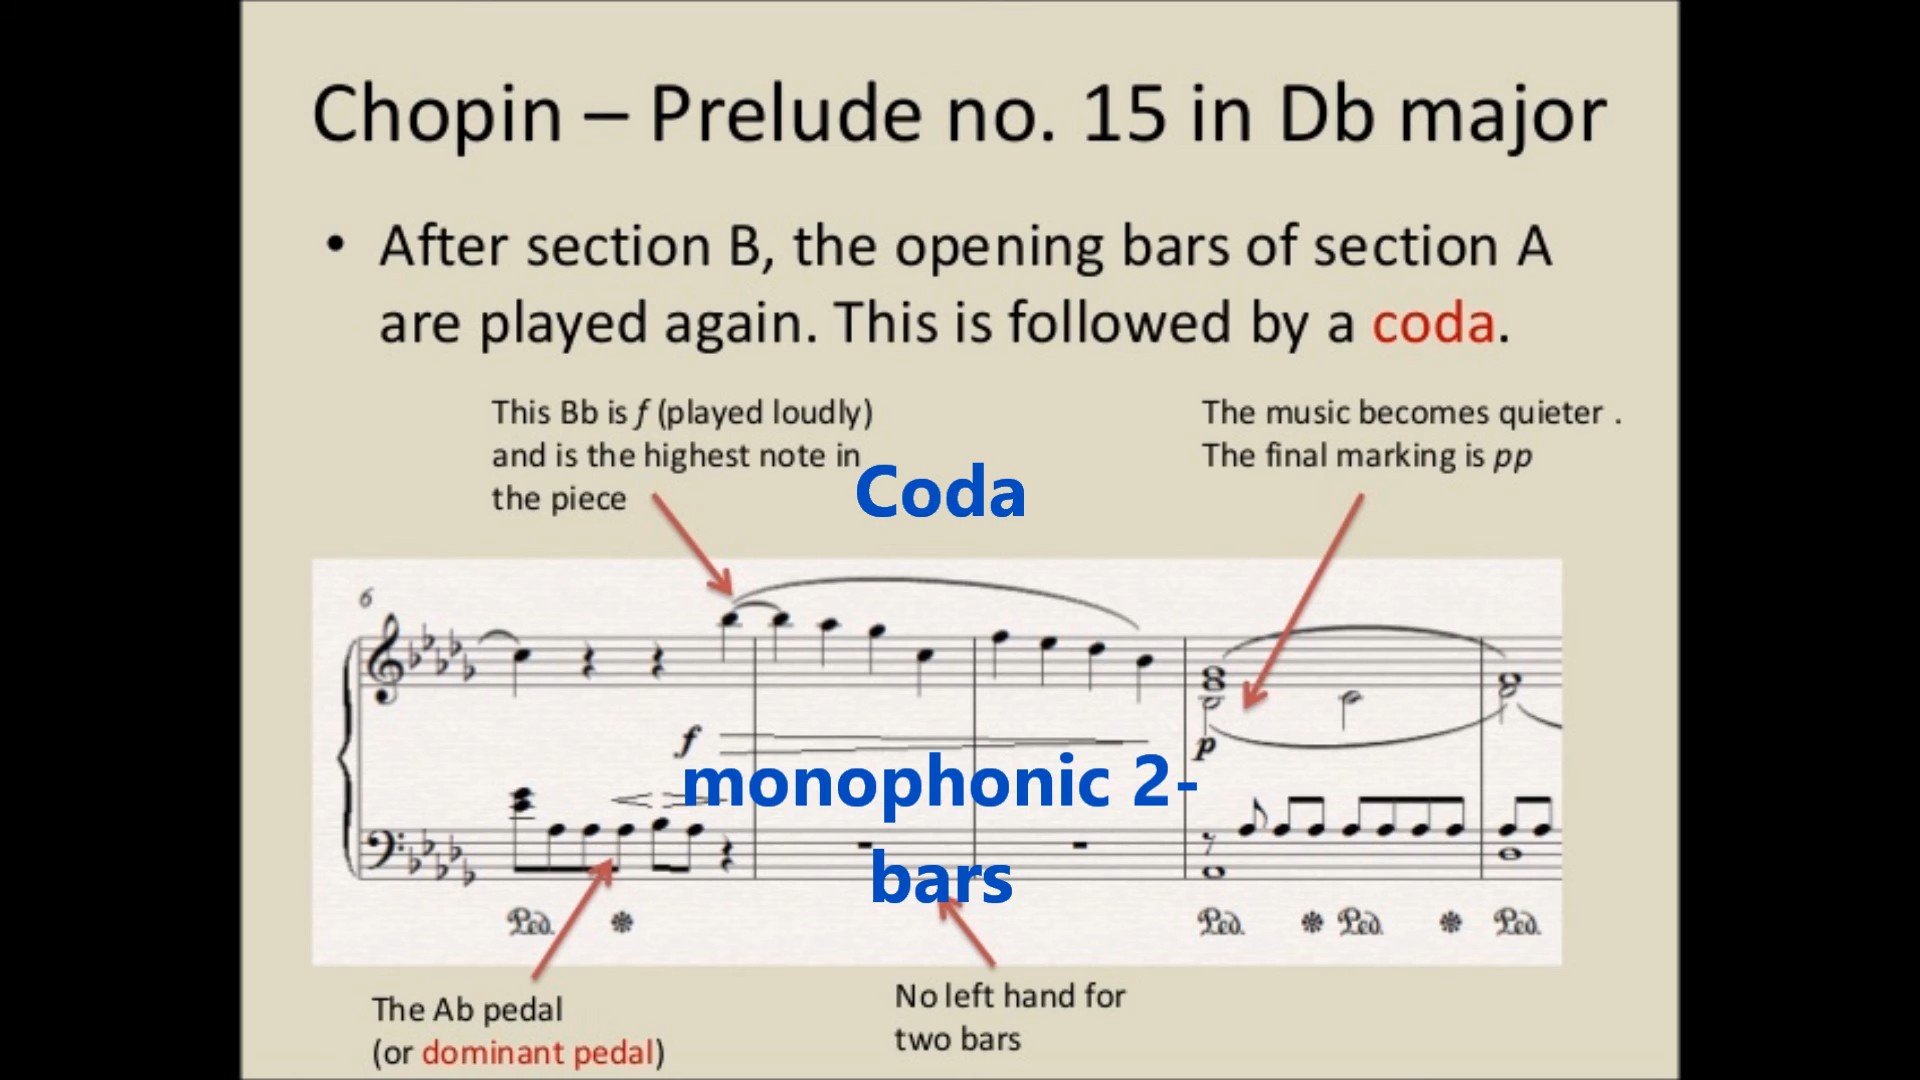 Chopin – Prelude no. 15 in Db major
• After section B, the opening bars of section A
are played again. This is followed by a coda.
This Bb is f (played loudly)
and is the highest note in
the piece
The music becomes quieter .
The final marking is pp
Coda
6
f
p
monophonic 2-
bars
Ped. * Ped. * Ped. * Ped.
The Ab pedal
(or dominant pedal)
No left hand for
two bars